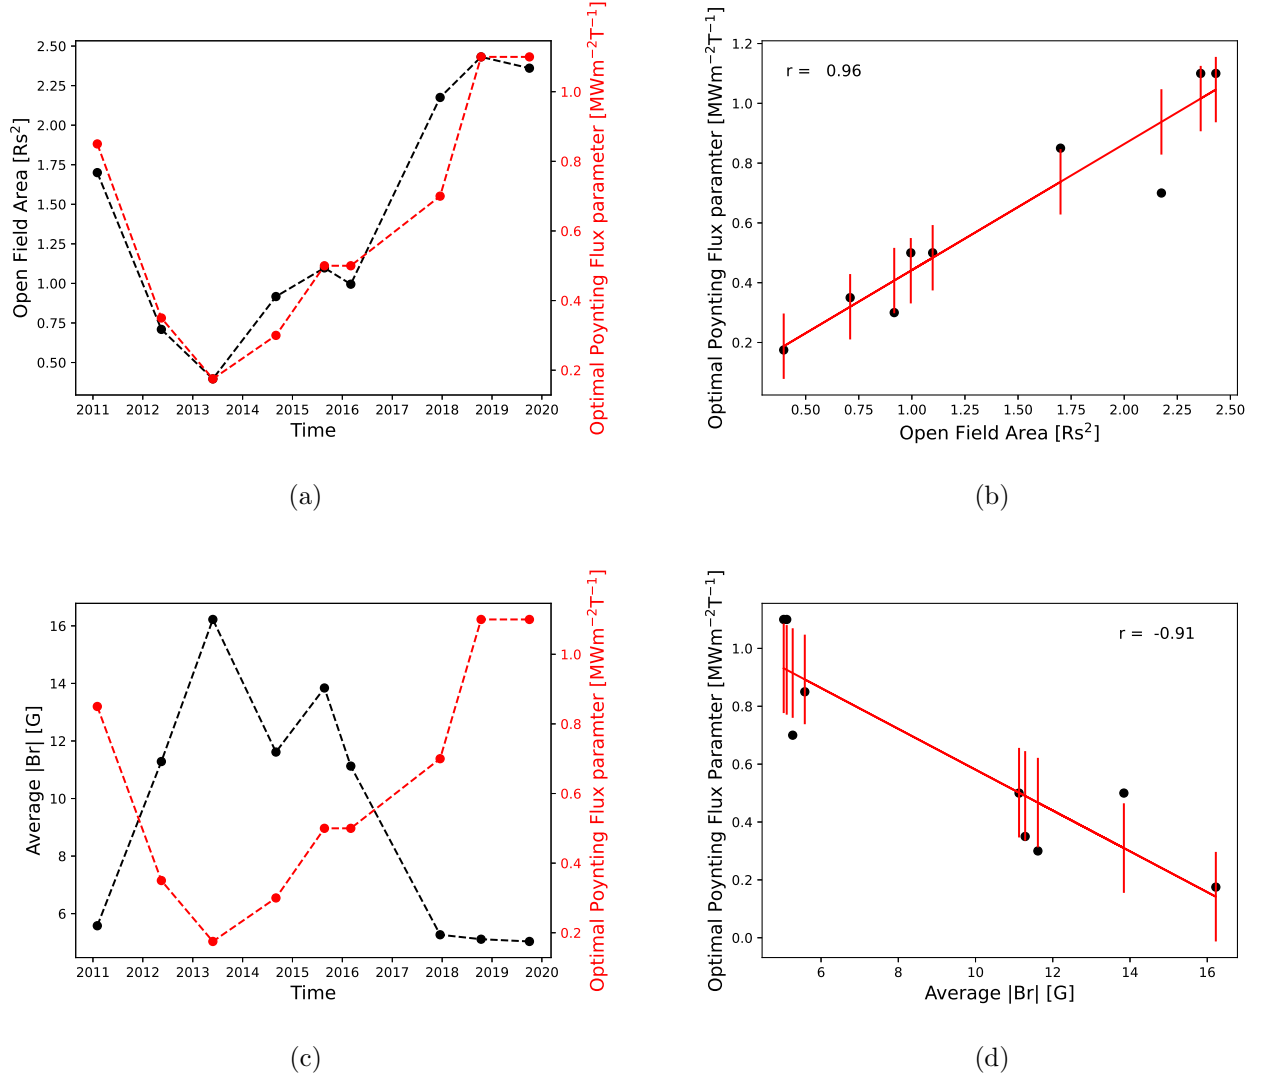 2.50
2.25
2.00
1.75
1.50
1.25
1.00
0.75
0.50
Open Field Area [Rs²]
1.0
0.8
0.6
0.4
0.2
Optimal Poynting Flux parameter [MWm⁻²T⁻¹]
2011 2012 2013 2014 2015 2016 2017 2018 2019 2020
Time
(a)
1.2
1.0
0.8
0.6
0.4
0.2
Optimal Poynting Flux paramter [MWm⁻²T⁻¹]
r = 0.96
0.50 0.75 1.00 1.25 1.50 1.75 2.00 2.25 2.50
Open Field Area [Rs²]
(b)
16
14
12
10
8
6
Average |Br| [G]
1.0
0.8
0.6
0.4
0.2
Optimal Poynting Flux paramter [MWm⁻²T⁻¹]
2011 2012 2013 2014 2015 2016 2017 2018 2019 2020
Time
(c)
1.0
0.8
0.6
0.4
0.2
0.0
Optimal Poynting Flux Paramter [MWm⁻²T⁻¹]
r = -0.91
6 8 10 12 14 16
Average |Br| [G]
(d)